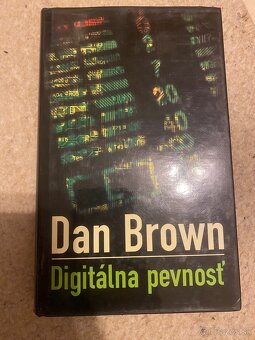 Dan Brown
Digitálna pevnosť